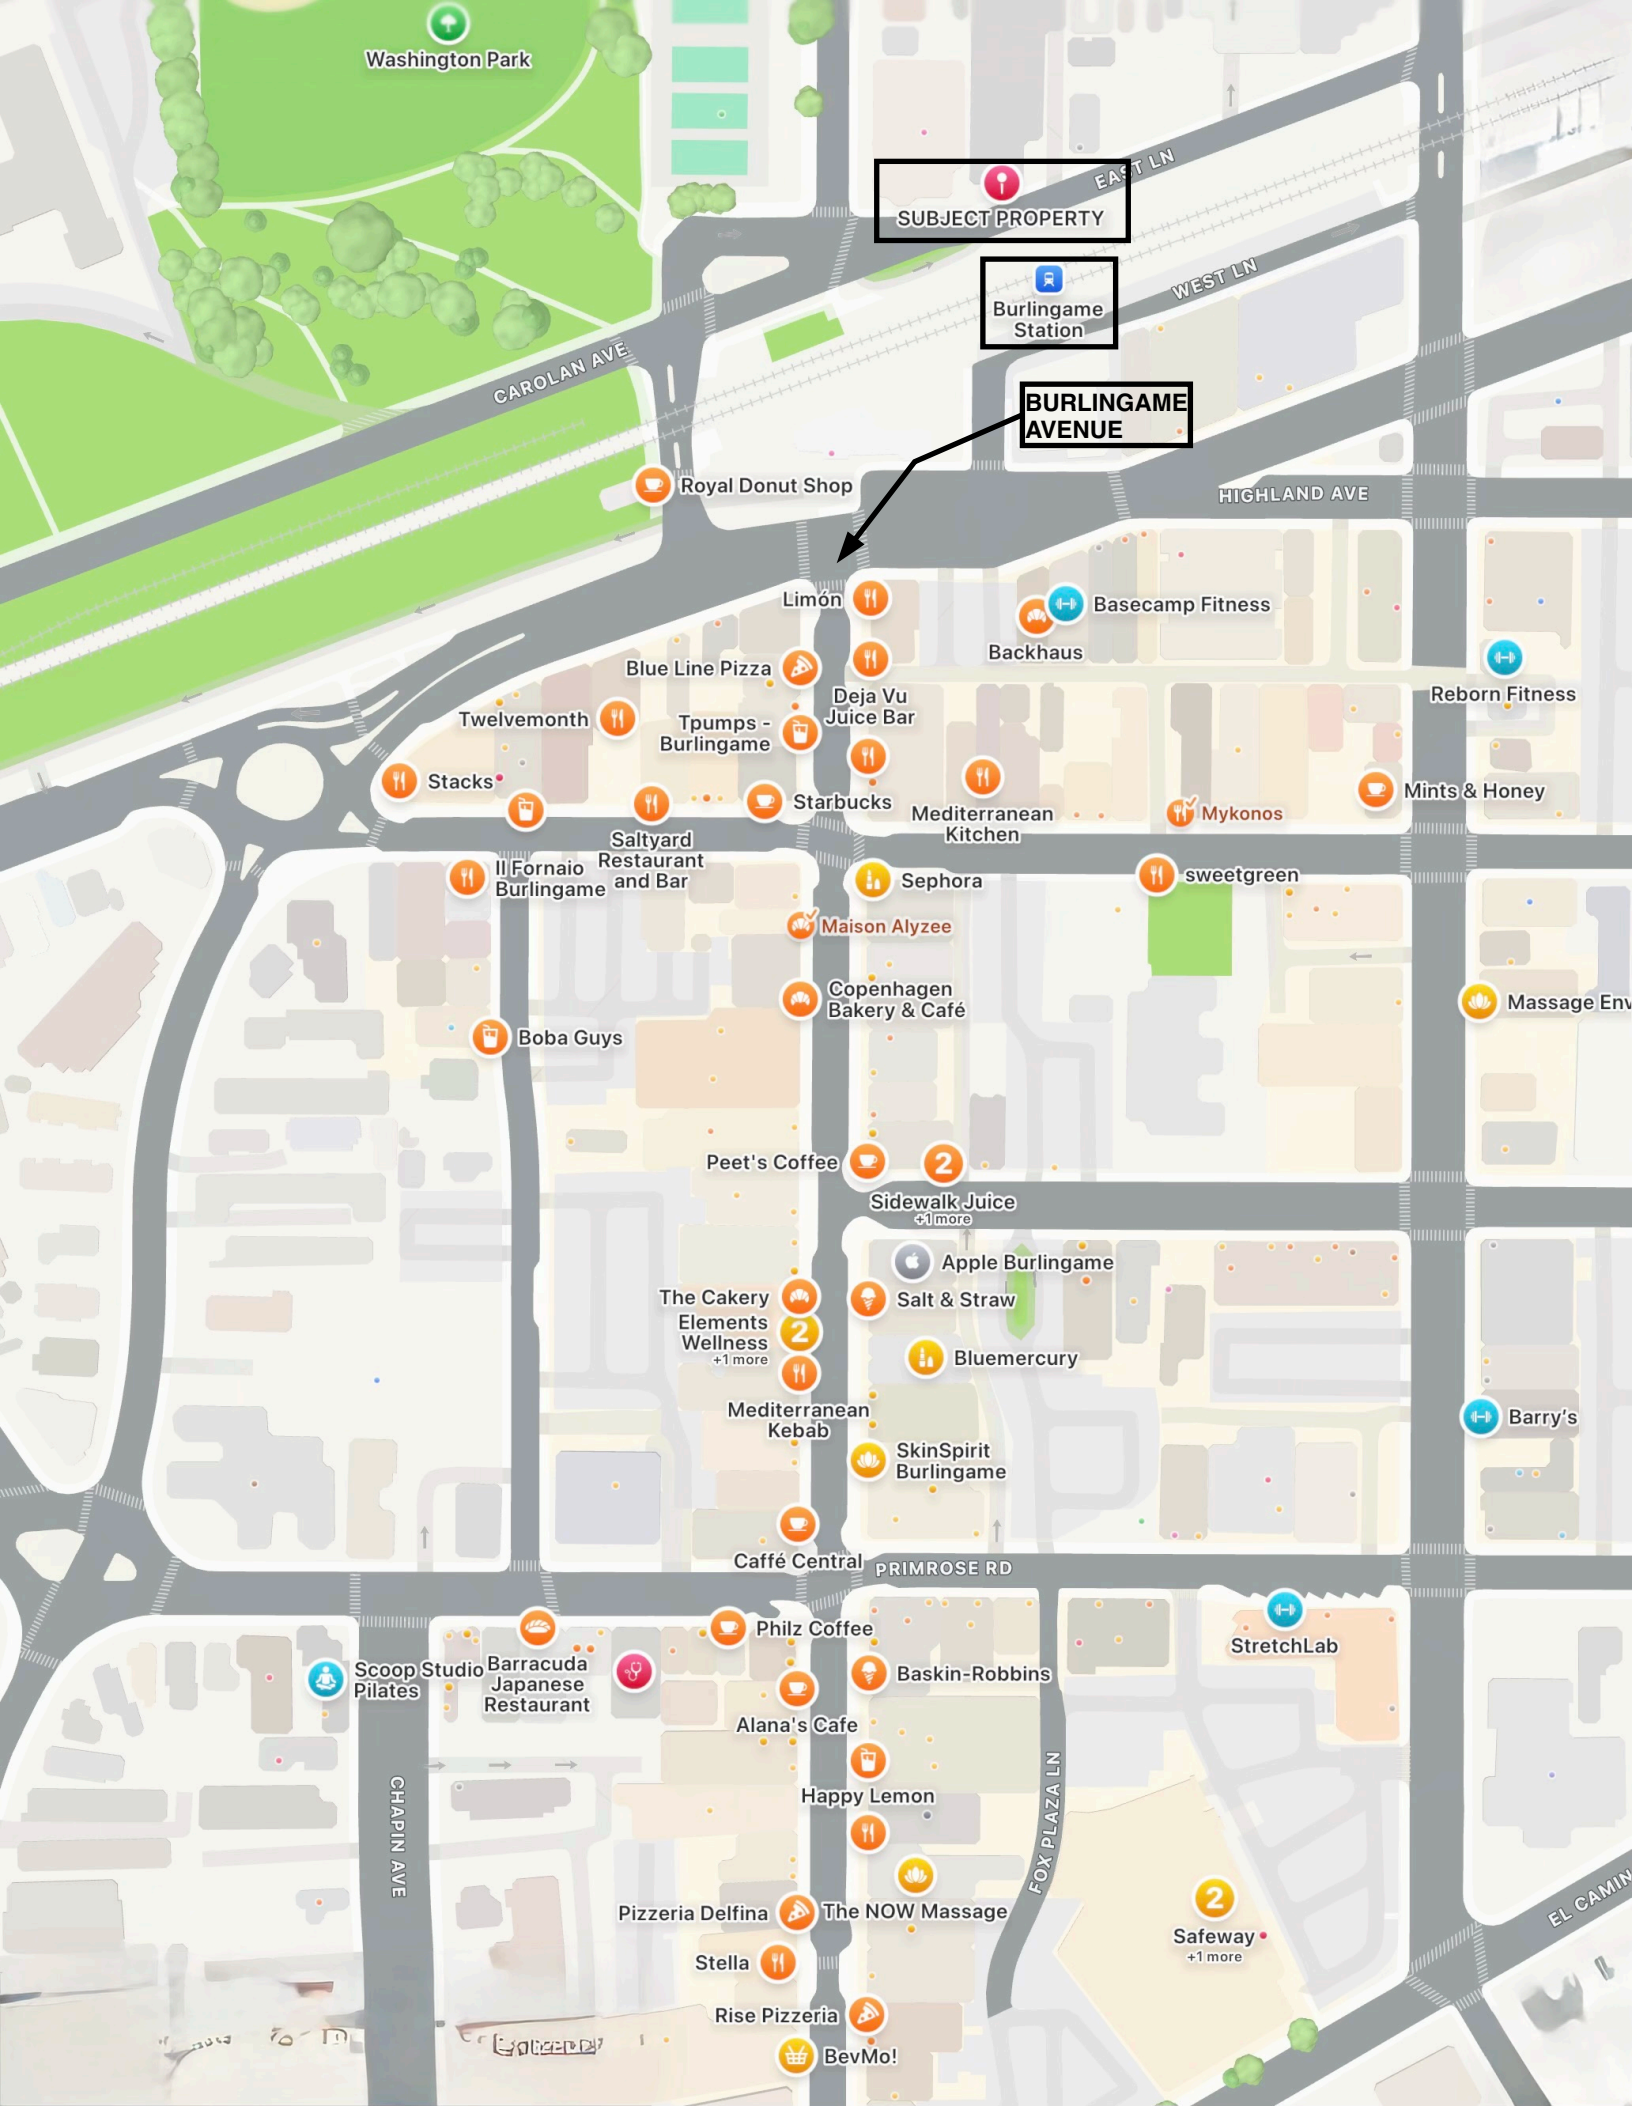 Washington Park
EAST LN
SUBJECT PROPERTY
Burlingame
Station
WEST LN
CAROLAN AVE
BURLINGAME
AVENUE
Royal Donut Shop
HIGHLAND AVE
Limón
Basecamp Fitness
Backhaus
Blue Line Pizza
Deja Vu
Juice Bar
Reborn Fitness
Twelvemonth
Tpumps -
Burlingame
Stacks
Starbucks
Mediterranean
Kitchen
Mykonos
Mints & Honey
Saltyard
Restaurant
and Bar
Il Fornaio
Burlingame
Sephora
sweetgreen
Maison Alyzee
Copenhagen
Bakery & Café
Massage Env
Boba Guys
Peet's Coffee
2
Sidewalk Juice
+1 more
Apple Burlingame
The Cakery
Salt & Straw
Elements
Wellness
+1 more
2
Bluemercury
Mediterranean
Kebab
Barry's
SkinSpirit
Burlingame
Caffé Central
PRIMROSE RD
Philz Coffee
StretchLab
Scoop Studio
Pilates
Barracuda
Japanese
Restaurant
Baskin-Robbins
Alana's Cafe
Happy Lemon
CHAPIN AVE
FOX PLAZA LN
Pizzeria Delfina
The NOW Massage
2
Safeway
+1 more
EL CAMIN
Stella
Rise Pizzeria
BevMo!